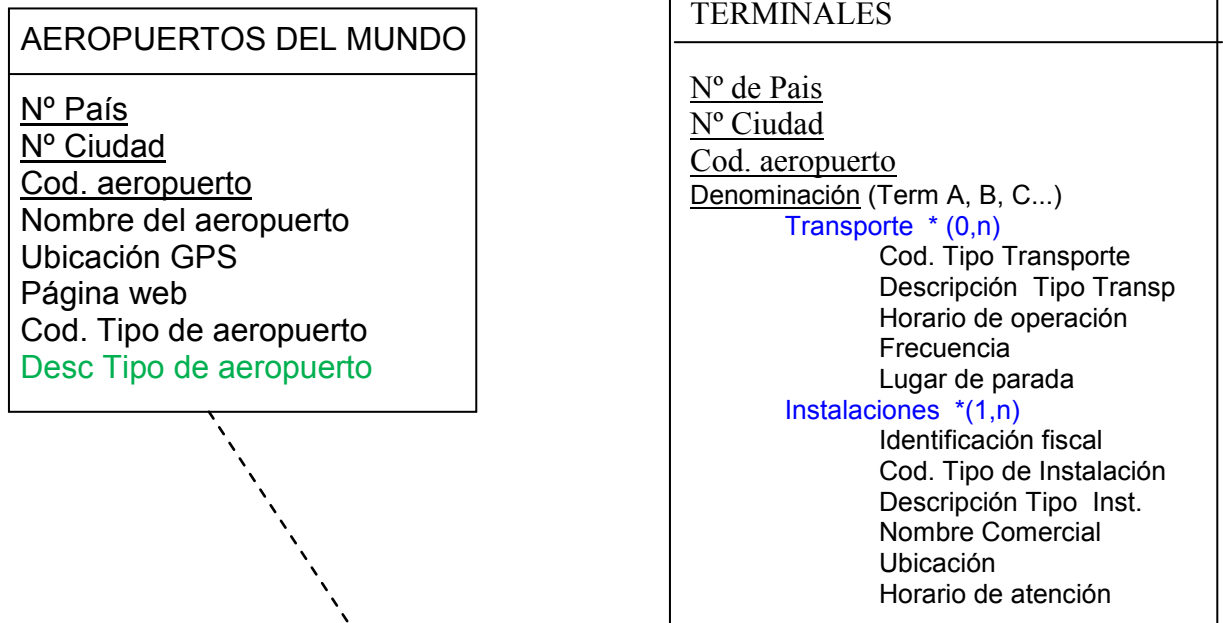 AEROPUERTOS DEL MUNDO
Nº País
Nº Ciudad
Cod. aeropuerto
Nombre del aeropuerto
Ubicación GPS
Página web
Cod. Tipo de aeropuerto
Desc Tipo de aeropuerto
TERMINALES
Nº de Pais
Nº Ciudad
Cod. aeropuerto
Denominación (Term A, B, C...)
Transporte * (0,n)
Cod. Tipo Transporte
Descripción Tipo Transp
Horario de operación
Frecuencia
Lugar de parada
Instalaciones *(1,n)
Identificación fiscal
Cod. Tipo de Instalación
Descripción Tipo Inst.
Nombre Comercial
Ubicación
Horario de atención